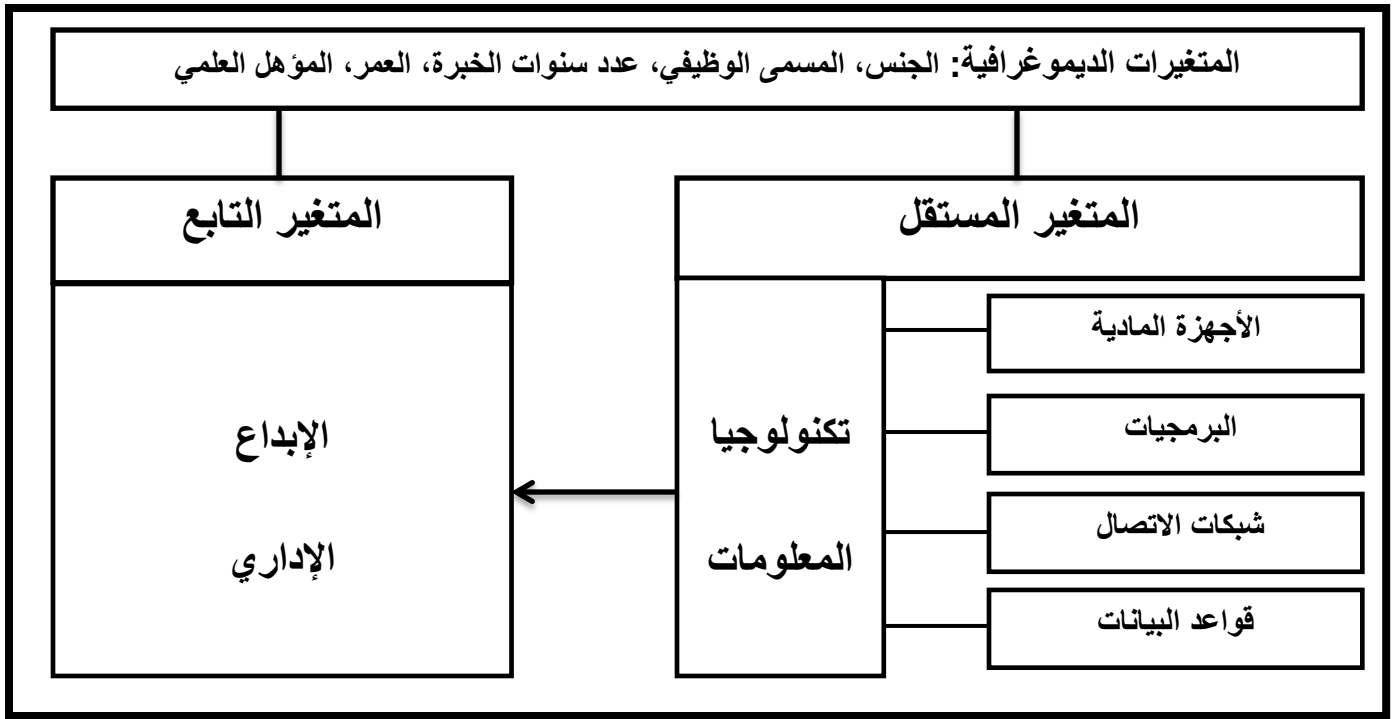 المتغيرات الديموغرافية: الجنس، المسمى الوظيفي، عدد سنوات الخبرة، العمر، المؤهل العلمي
المتغير المستقل
المتغير التابع
الأجهزة المادية
البرمجيات
شبكات الاتصال
قواعد البيانات
تكنولوجيا
المعلومات
الإبداع
الإداري